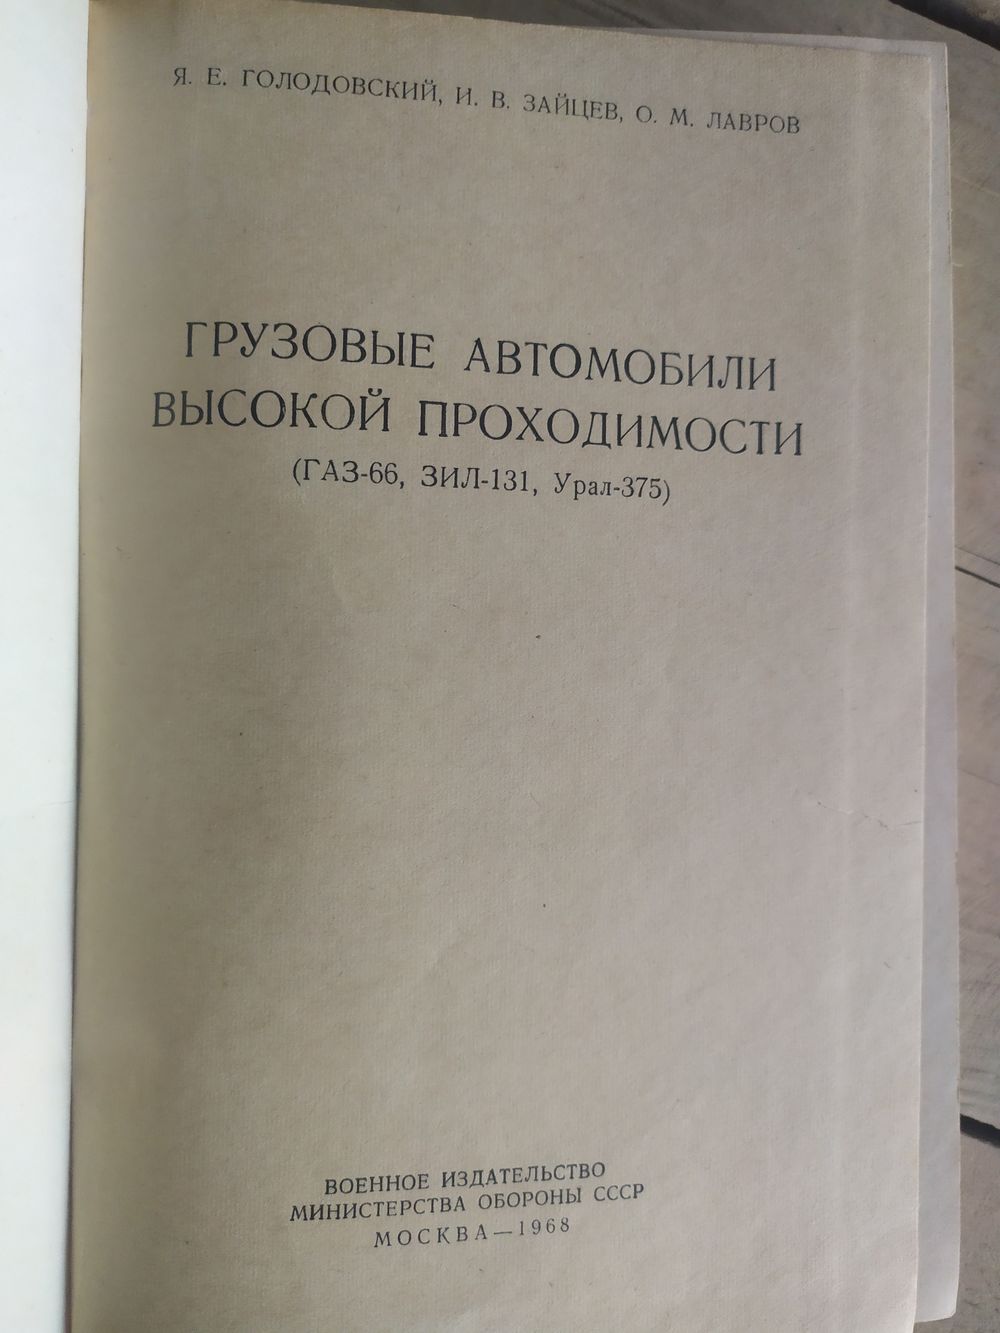 Я. Е. ГОЛОДОВСКИЙ, И. В. ЗАЙЦЕВ, О. М. ЛАВРОВ
ГРУЗОВЫЕ АВТОМОБИЛИ
ВЫСОКОЙ ПРОХОДИМОСТИ
(ГАЗ-66, ЗИЛ-131, Урал-375)
ВОЕННОЕ ИЗДАТЕЛЬСТВО
МИНИСТЕРСТВА ОБОРОНЫ СССР
МОСКВА—1968